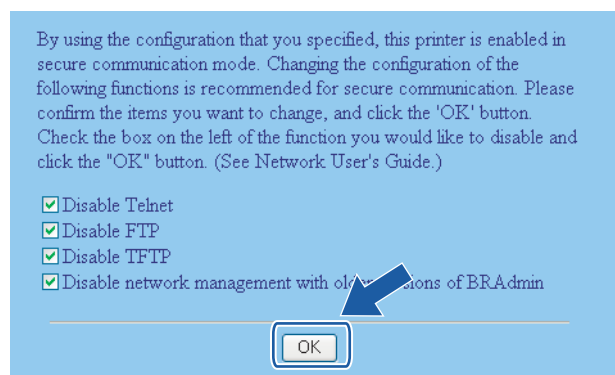 By using the configuration that you specified, this printer is enabled in
secure communication mode. Changing the configuration of the
following functions is recommended for secure communication. Please
confirm the items you want to change, and click the 'OK' button.
Check the box on the left of the function you would like to disable and
click the "OK" button. (See Network User's Guide.)
Disable Telnet
Disable FTP
Disable TFTP
Disable network management with older versions of BRAdmin
OK